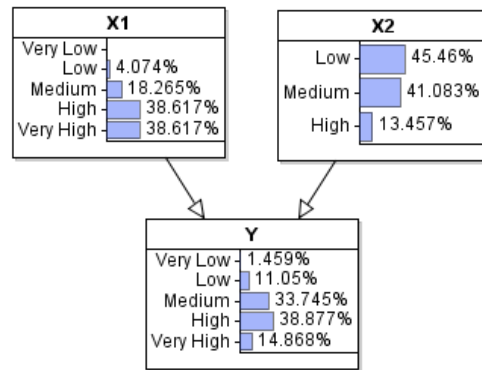 X1
Very Low
Low 4.074%
Medium 18.265%
High 38.617%
Very High 38.617%
X2
Low 45.46%
Medium 41.083%
High 13.457%
Y
Very Low 1.459%
Low 11.05%
Medium 33.745%
High 38.877%
Very High 14.868%